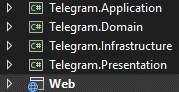 Telegram.Application
Telegram.Domain
Telegram.Infrastructure
Telegram.Presentation
Web